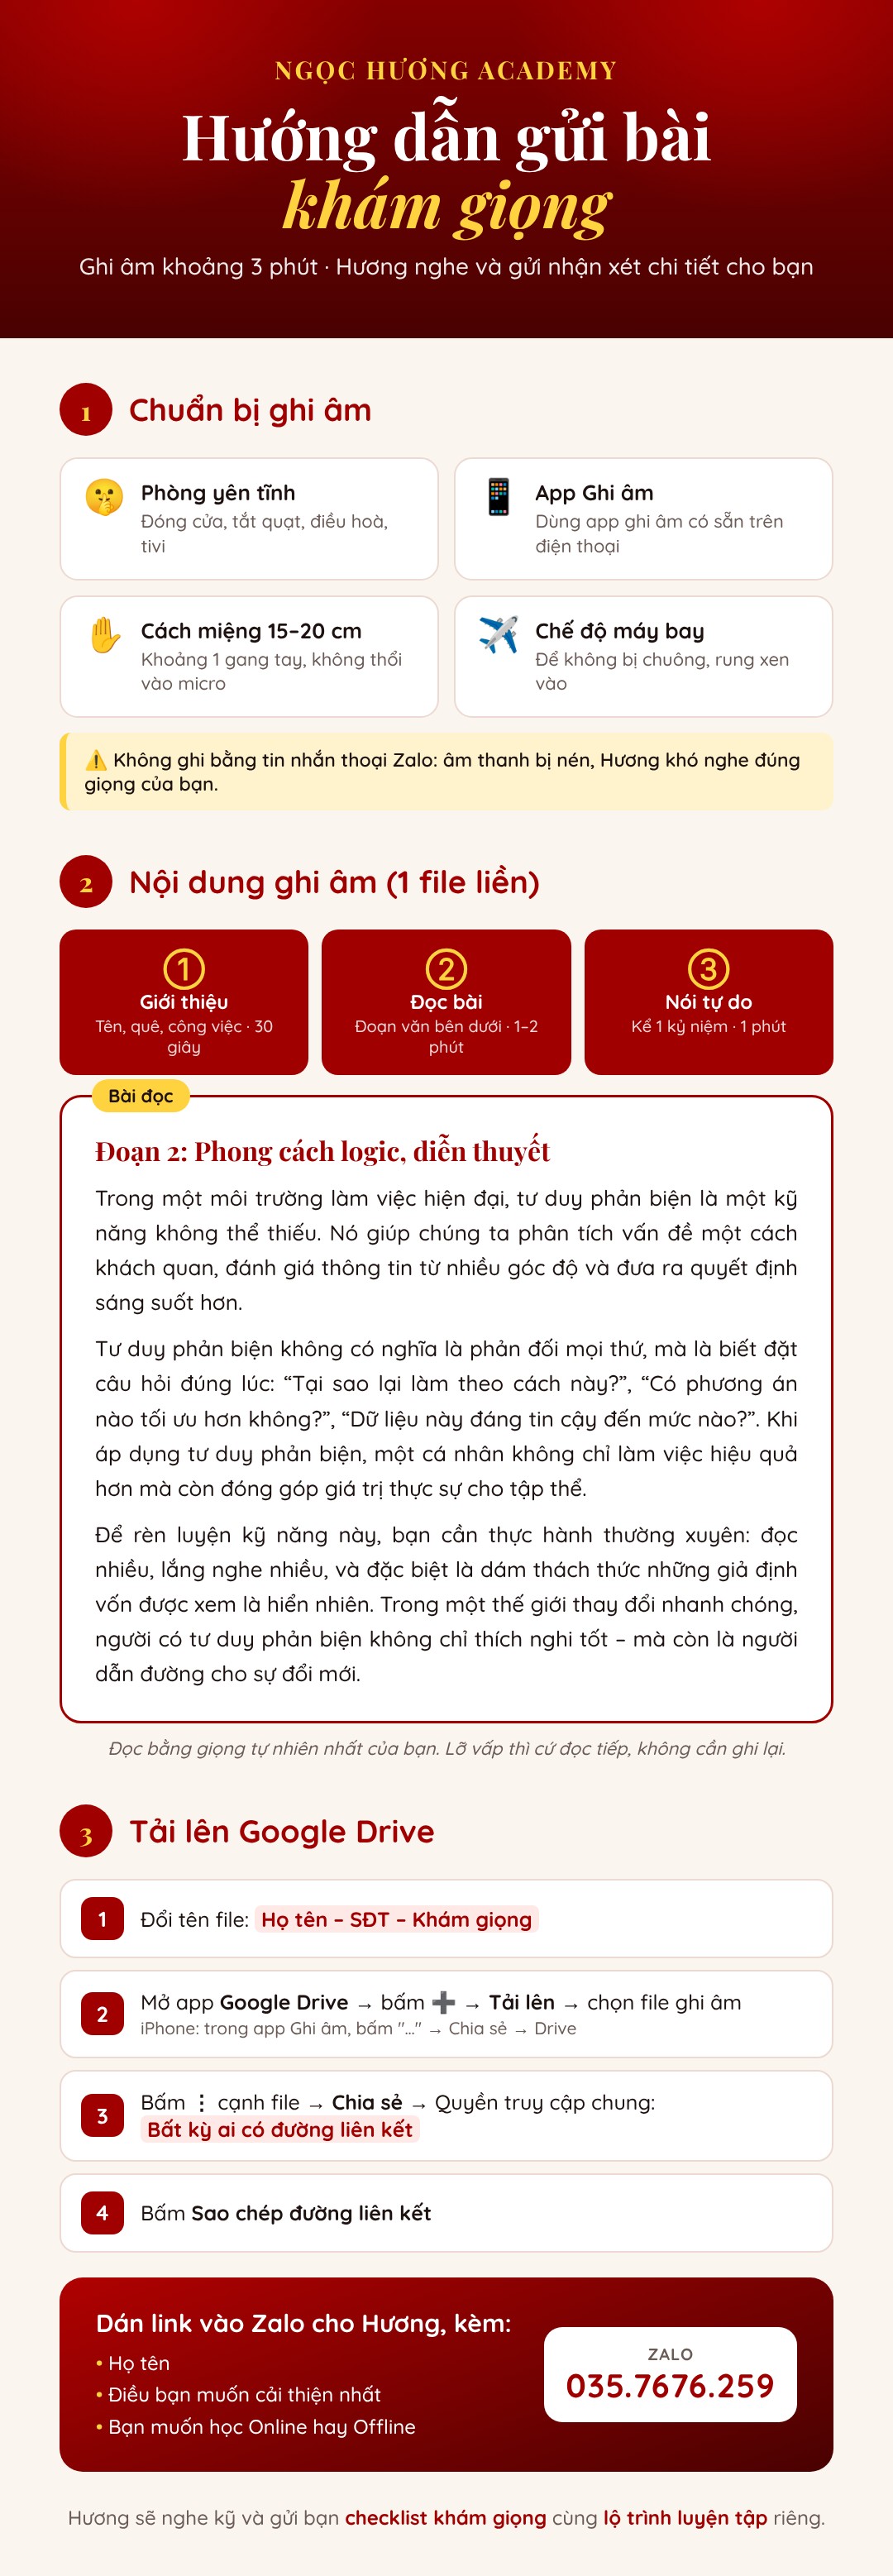 NGỌC HƯƠNG ACADEMY
Hướng dẫn gửi bài
khám giọng
Ghi âm khoảng 3 phút · Hương nghe và gửi nhận xét chi tiết cho bạn
1 Chuẩn bị ghi âm
Phòng yên tĩnh
Đóng cửa, tắt quạt, điều hoà,
tivi
App Ghi âm
Dùng app ghi âm có sẵn trên
điện thoại
Cách miệng 15–20 cm
Khoảng 1 gang tay, không thổi
vào micro
Chế độ máy bay
Để không bị chuông, rung xen
vào
⚠️ Không ghi bằng tin nhắn thoại Zalo: âm thanh bị nén, Hương khó nghe đúng
giọng của bạn.
2 Nội dung ghi âm (1 file liền)
①
Giới thiệu
Tên, quê, công việc · 30
giây
②
Đọc bài
Đoạn văn bên dưới · 1–2
phút
③
Nói tự do
Kể 1 kỷ niệm · 1 phút
Bài đọc
Đoạn 2: Phong cách logic, diễn thuyết
Trong một môi trường làm việc hiện đại, tư duy phản biện là một kỹ
năng không thể thiếu. Nó giúp chúng ta phân tích vấn đề một cách
khách quan, đánh giá thông tin từ nhiều góc độ và đưa ra quyết định
sáng suốt hơn.
Tư duy phản biện không có nghĩa là phản đối mọi thứ, mà là biết đặt
câu hỏi đúng lúc: “Tại sao lại làm theo cách này?”, “Có phương án
nào tối ưu hơn không?”, “Dữ liệu này đáng tin cậy đến mức nào?”. Khi
áp dụng tư duy phản biện, một cá nhân không chỉ làm việc hiệu quả
hơn mà còn đóng góp giá trị thực sự cho tập thể.
Để rèn luyện kỹ năng này, bạn cần thực hành thường xuyên: đọc
nhiều, lắng nghe nhiều, và đặc biệt là dám thách thức những giả định
vốn được xem là hiển nhiên. Trong một thế giới thay đổi nhanh chóng,
người có tư duy phản biện không chỉ thích nghi tốt – mà còn là người
dẫn đường cho sự đổi mới.
Đọc bằng giọng tự nhiên nhất của bạn. Lỡ vấp thì cứ đọc tiếp, không cần ghi lại.
3 Tải lên Google Drive
1 Đổi tên file: Họ tên – SĐT – Khám giọng
2 Mở app Google Drive → bấm ➕ → Tải lên → chọn file ghi âm
iPhone: trong app Ghi âm, bấm "..." → Chia sẻ → Drive
3 Bấm ⋮ cạnh file → Chia sẻ → Quyền truy cập chung:
Bất kỳ ai có đường liên kết
4 Bấm Sao chép đường liên kết
Dán link vào Zalo cho Hương, kèm:
• Họ tên
• Điều bạn muốn cải thiện nhất
• Bạn muốn học Online hay Offline
ZALO
035.7676.259
Hương sẽ nghe kỹ và gửi bạn checklist khám giọng cùng lộ trình luyện tập riêng.